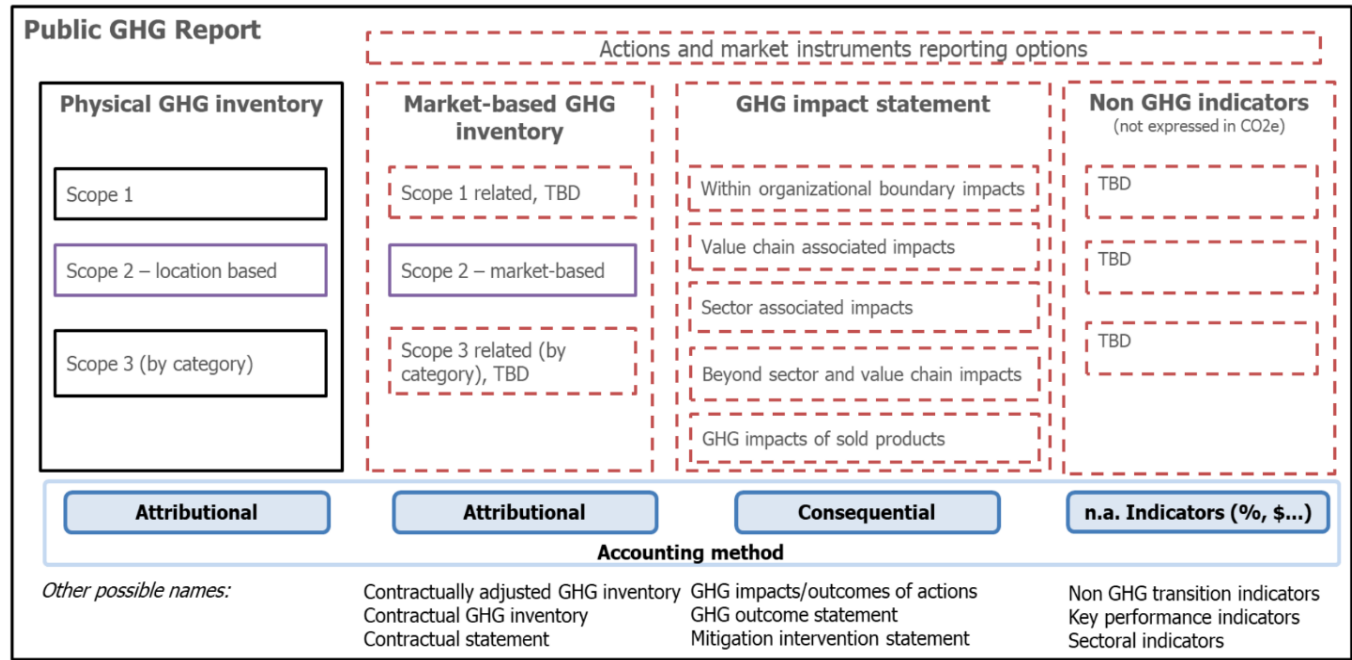 Public GHG Report
Actions and market instruments reporting options
Physical GHG inventory
Scope 1
Scope 2 – location based
Scope 3 (by category)
Market-based GHG
inventory
Scope 1 related, TBD
Scope 2 – market-based
Scope 3 related (by
category), TBD
GHG impact statement
Within organizational boundary impacts
Value chain associated impacts
Sector associated impacts
Beyond sector and value chain impacts
GHG impacts of sold products
Non GHG indicators
(not expressed in CO2e)
TBD
TBD
TBD
Attributional
Attributional
Consequential
n.a. Indicators (%, $...)
Accounting method
Other possible names:
Contractually adjusted GHG inventory
Contractual GHG inventory
Contractual statement
GHG impacts/outcomes of actions
GHG outcome statement
Mitigation intervention statement
Non GHG transition indicators
Key performance indicators
Sectoral indicators